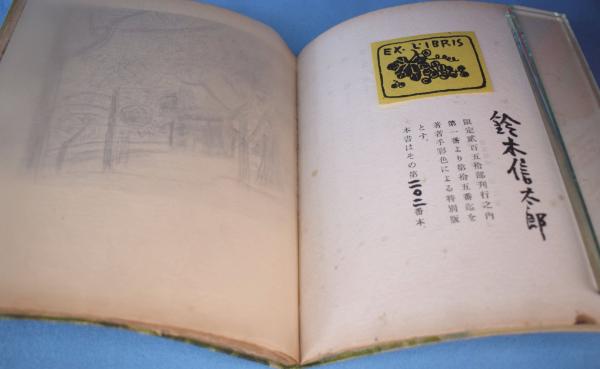 EX・LIBRIS
鈴木信太郎
限定貳百五拾部刊行之内
第一番より第拾五番迄を
著者手彩色による特別版
とす。
本書はその第二〇二番本。